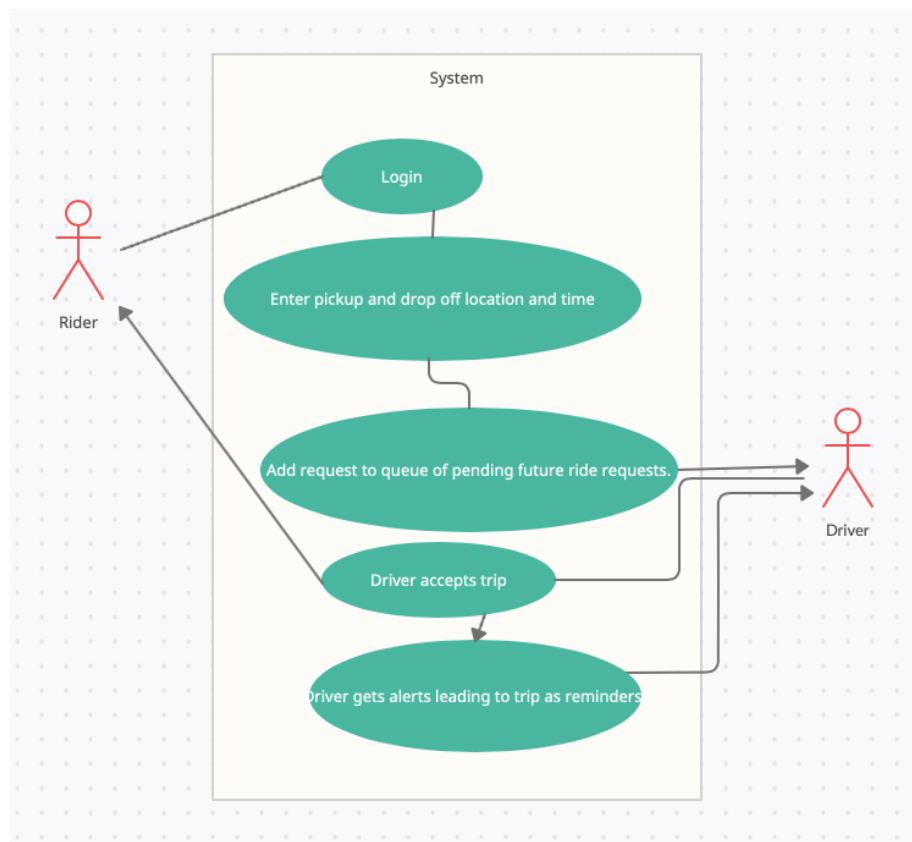 System
Login
Rider
Enter pickup and drop off location and time
Add request to queue of pending future ride requests.
Driver
Driver accepts trip
Driver gets alerts leading to trip as reminders